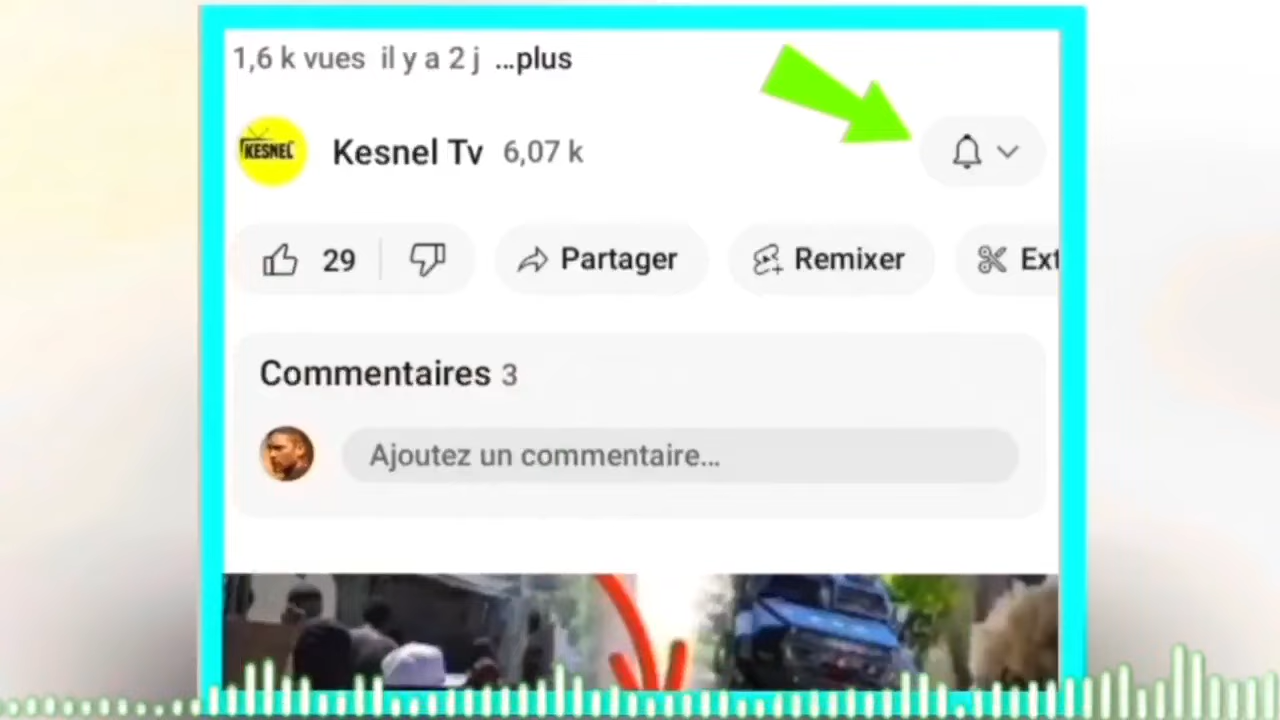 1,6 k vues il y a 2 j ...plus
KESNEL
Kesnel Tv 6,07 k
29 Partager Remixer Ext
Commentaires 3
Ajoutez un commentaire...